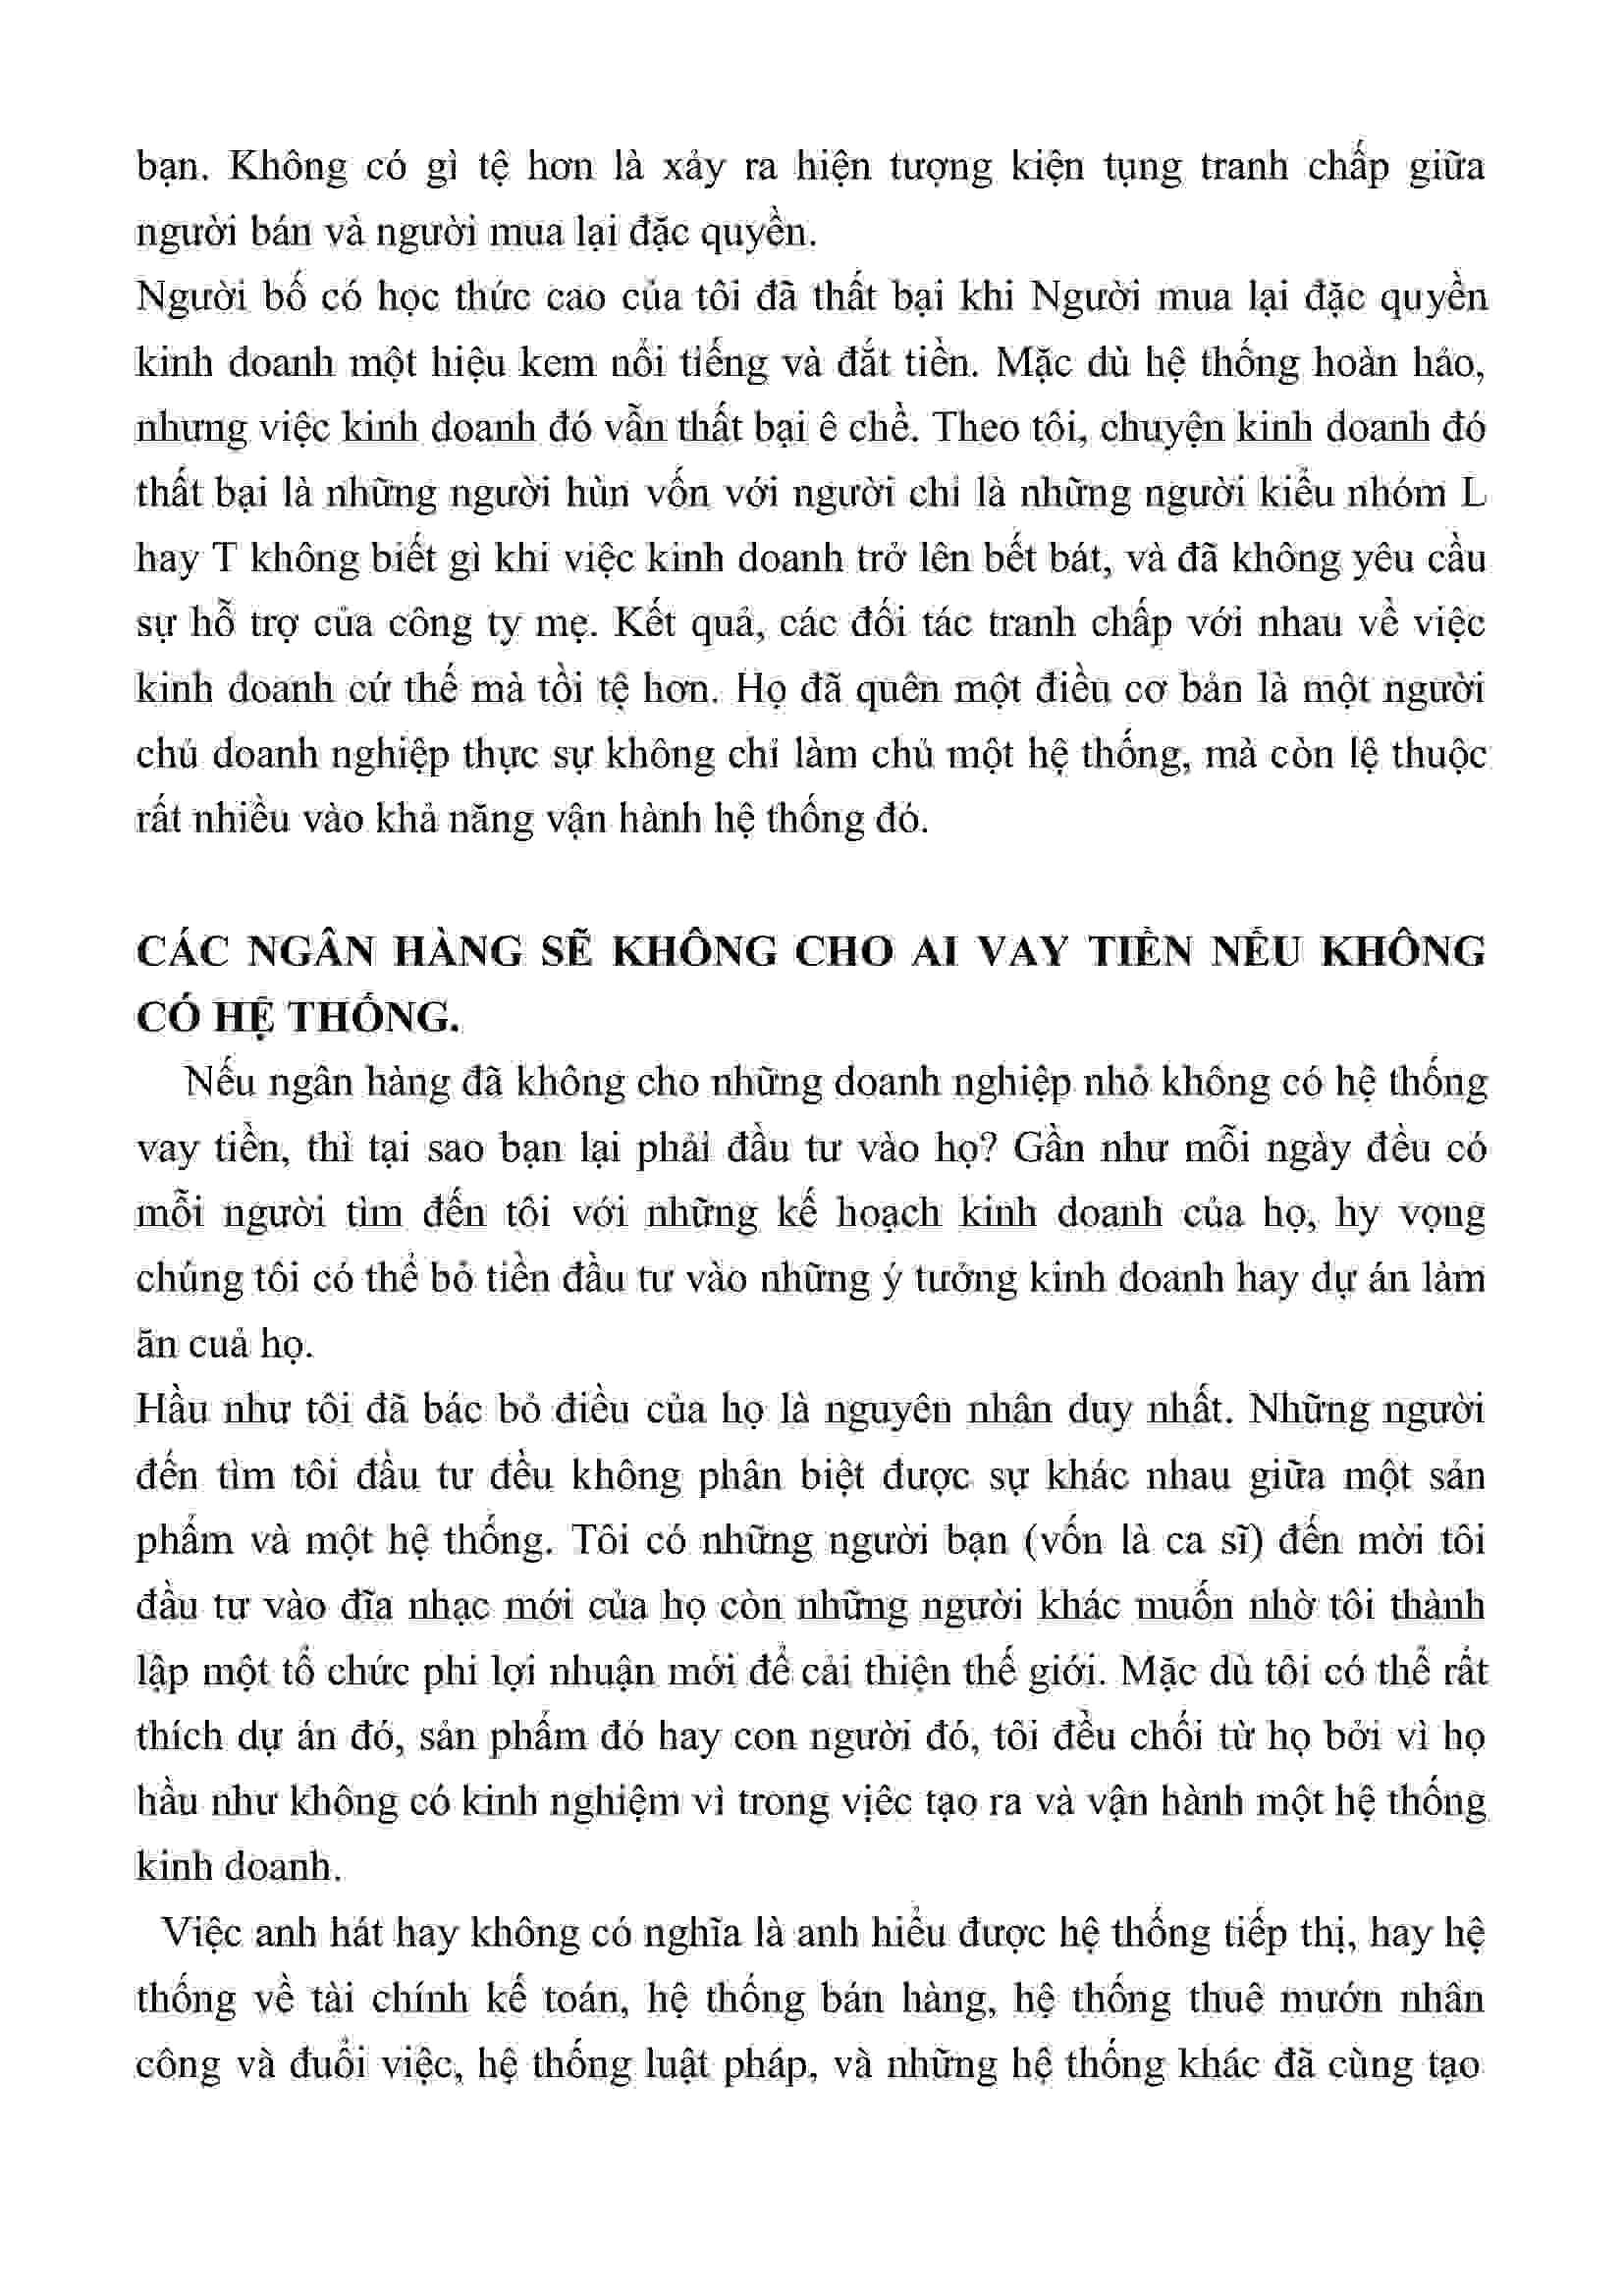 bạn. Không có gì tệ hơn là xảy ra hiện tượng kiện tụng tranh chấp giữa
người bán và người mua lại đặc quyền.
Người bố có học thức cao của tôi đã thất bại khi Người mua lại đặc quyền
kinh doanh một hiệu kem nổi tiếng và đắt tiền. Mặc dù hệ thống hoàn hảo,
nhưng việc kinh doanh đó vẫn thất bại ê chề. Theo tôi, chuyện kinh doanh đó
thất bại là những người hùn vốn với người chỉ là những người kiểu nhóm L
hay T không biết gì khi việc kinh doanh trở lên bết bát, và đã không yêu cầu
sự hỗ trợ của công ty mẹ. Kết quả, các đối tác tranh chấp với nhau về việc
kinh doanh cứ thế mà tồi tệ hơn. Họ đã quên một điều cơ bản là một người
chủ doanh nghiệp thực sự không chỉ làm chủ một hệ thống, mà còn lệ thuộc
rất nhiều vào khả năng vận hành hệ thống đó.
CÁC NGÂN HÀNG SẼ KHÔNG CHO AI VAY TIỀN NẾU KHÔNG
CÓ HỆ THỐNG.
Nếu ngân hàng đã không cho những doanh nghiệp nhỏ không có hệ thống
vay tiền, thì tại sao bạn lại phải đầu tư vào họ? Gần như mỗi ngày đều có
mỗi người tìm đến tôi với những kế hoạch kinh doanh của họ, hy vọng
chúng tôi có thể bỏ tiền đầu tư vào những ý tưởng kinh doanh hay dự án làm
ăn cuả họ.
Hầu như tôi đã bác bỏ điều của họ là nguyên nhân duy nhất. Những người
đến tìm tôi đầu tư đều không phân biệt được sự khác nhau giữa một sản
phẩm và một hệ thống. Tôi có những người bạn (vốn là ca sĩ) đến mời tôi
đầu tư vào đĩa nhạc mới của họ còn những người khác muốn nhờ tôi thành
lập một tổ chức phi lợi nhuận mới để cải thiện thế giới. Mặc dù tôi có thể rất
thích dự án đó, sản phẩm đó hay con người đó, tôi đều chối từ họ bởi vì họ
hầu như không có kinh nghiệm vì trong việc tạo ra và vận hành một hệ thống
kinh doanh.
Việc anh hát hay không có nghĩa là anh hiểu được hệ thống tiếp thị, hay hệ
thống về tài chính kế toán, hệ thống bán hàng, hệ thống thuê mướn nhân
công và đuổi việc, hệ thống luật pháp, và những hệ thống khác đã cùng tạo